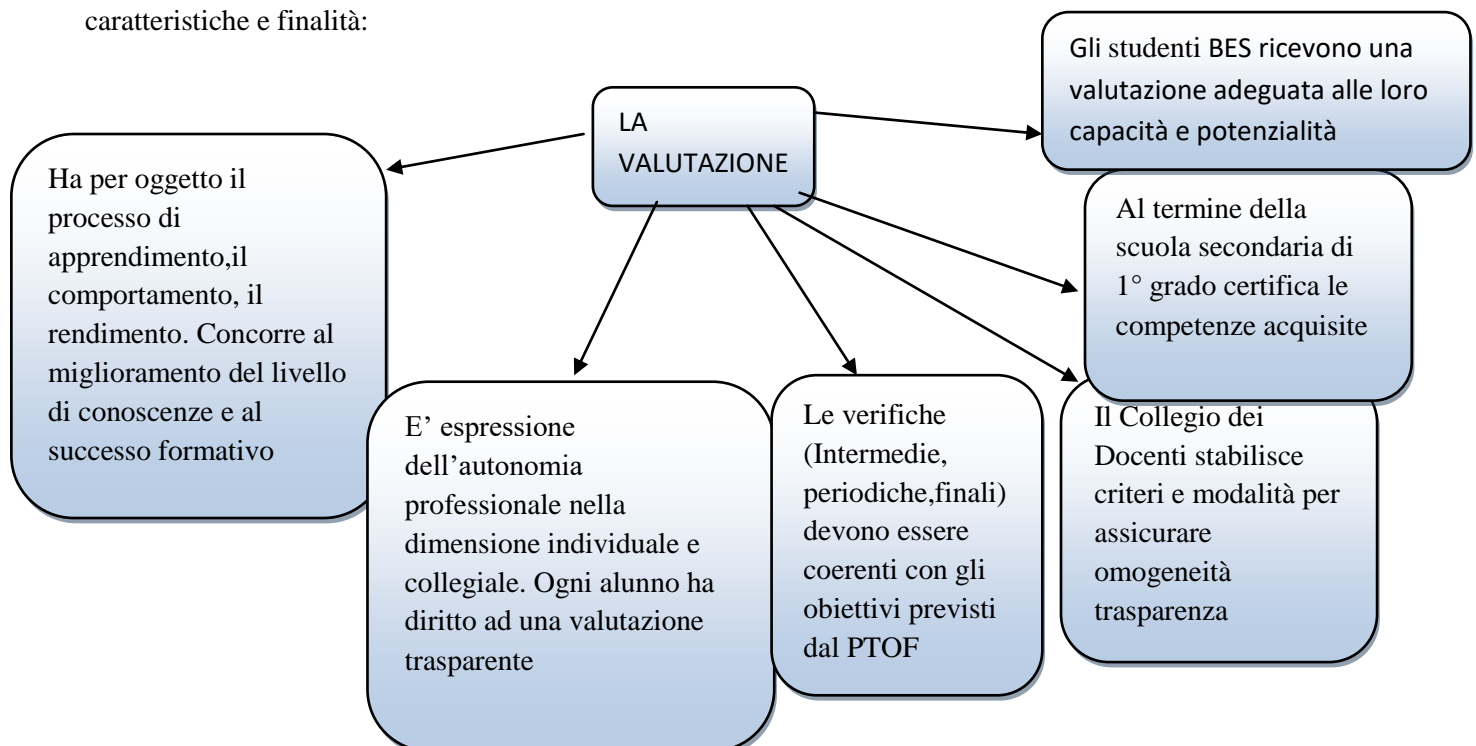 caratteristiche e finalità:
LA
VALUTAZIONE
Gli studenti BES ricevono una
valutazione adeguata alle loro
capacità e potenzialità
Ha per oggetto il
processo di
apprendimento,il
comportamento, il
rendimento. Concorre al
miglioramento del livello
di conoscenze e al
successo formativo
Al termine della
scuola secondaria di
1° grado certifica le
competenze acquisite
E’ espressione
dell’autonomia
professionale nella
dimensione individuale e
collegiale. Ogni alunno ha
diritto ad una valutazione
trasparente
Le verifiche
(Intermedie,
periodiche,finali)
devono essere
coerenti con gli
obiettivi previsti
dal PTOF
Il Collegio dei
Docenti stabilisce
criteri e modalità per
assicurare
omogeneità
trasparenza